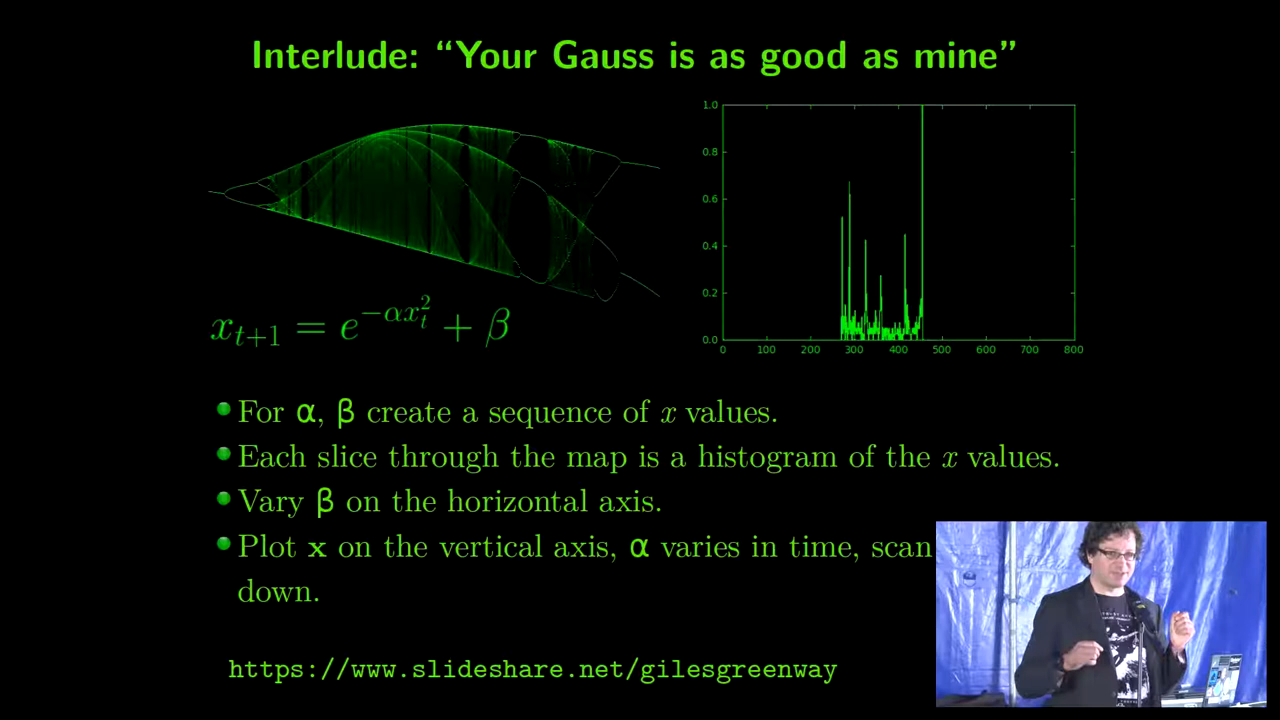 Interlude: “Your Gauss is as good as mine”
1.0
0.8
0.6
0.4
0.2
0.0
0 100 200 300 400 500 600 700 800
x_{t+1} = e^{-αx_t^2} + β
For α, β create a sequence of x values.
Each slice through the map is a histogram of the x values.
Vary β on the horizontal axis.
Plot x on the vertical axis, α varies in time, scan
down.
https://www.slideshare.net/gilesgreenway